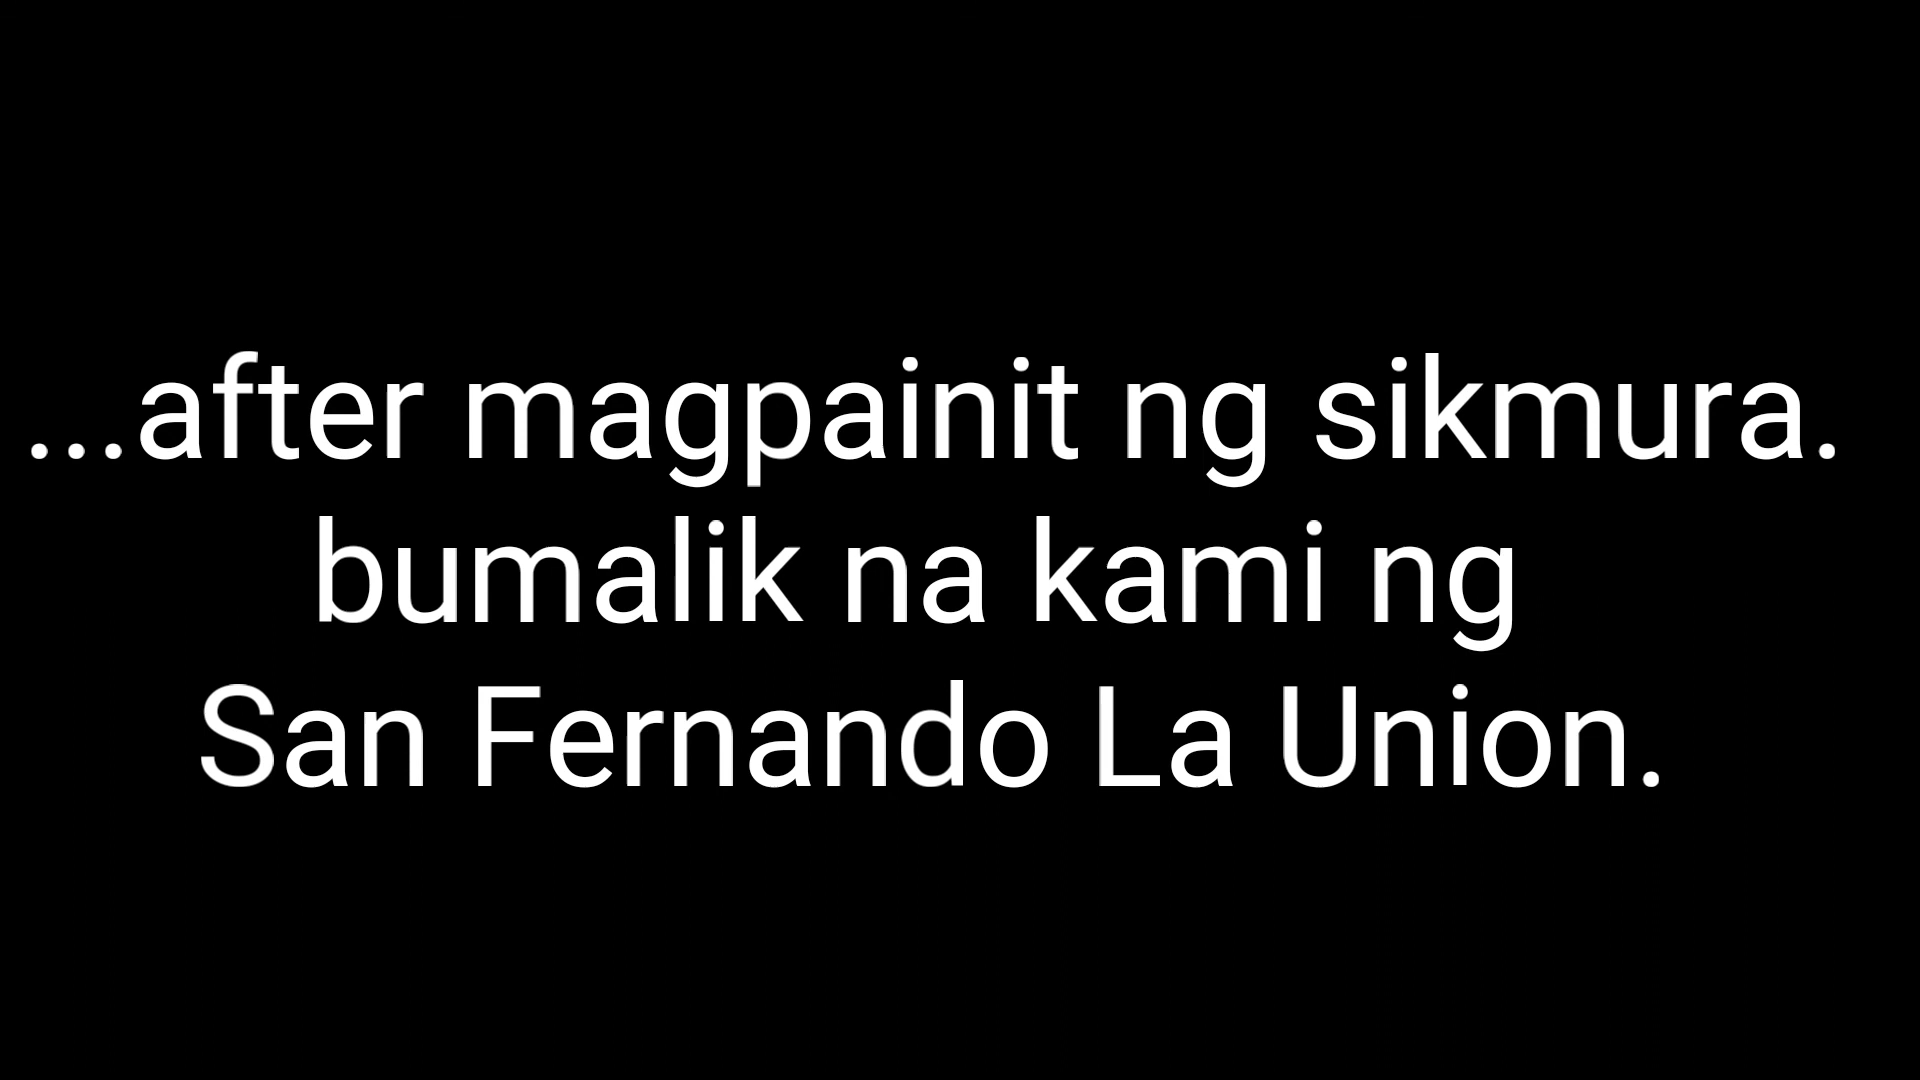 ...after magpainit ng sikmura.
bumalik na kami ng
San Fernando La Union.